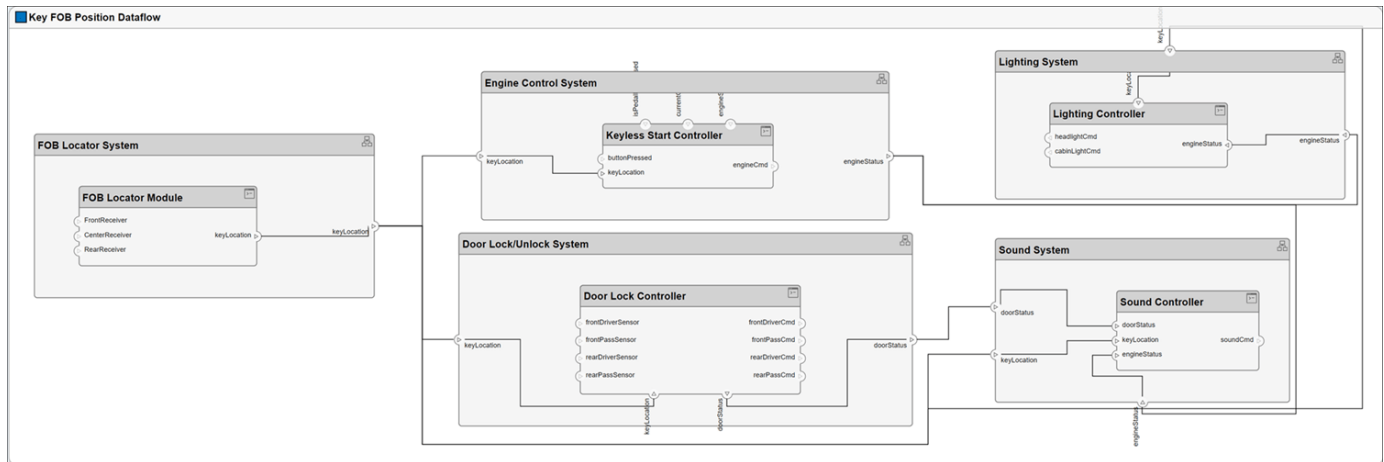 Key FOB Position Dataflow
FOB Locator System
FOB Locator Module
FrontReceiver
CenterReceiver
RearReceiver
keyLocation
keyLocation
Engine Control System
keyLocation
Keyless Start Controller
buttonPressed
keyLocation
engineCmd
engineStatus
Door Lock/Unlock System
keyLocation
Door Lock Controller
frontDriverSensor
frontPassSensor
rearDriverSensor
rearPassSensor
frontDriverCmd
frontPassCmd
rearDriverCmd
rearPassCmd
keyLocation
doorStatus
doorStatus
Lighting System
Lighting Controller
headlightCmd
cabinLightCmd
engineStatus
engineStatus
Sound System
doorStatus
keyLocation
Sound Controller
doorStatus
keyLocation
engineStatus
soundCmd
engineStatus